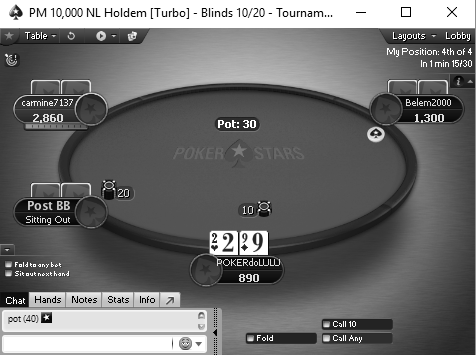 PM 10,000 NL Holdem [Turbo] - Blinds 10/20 - Tournam...
Table
Layouts
Lobby
My Position: 4th of 4
In 1 min 15/30
carmine7137
2,860
Belem2000
1,300
Pot: 30
POKER STARS
20
Post BB
Sitting Out
10
2 2 9 9
POKERdoLULU
890
Fold to any bet
Sit out next hand
Chat Hands Notes Stats Info
pot (40)
Fold
Call 10
Call Any